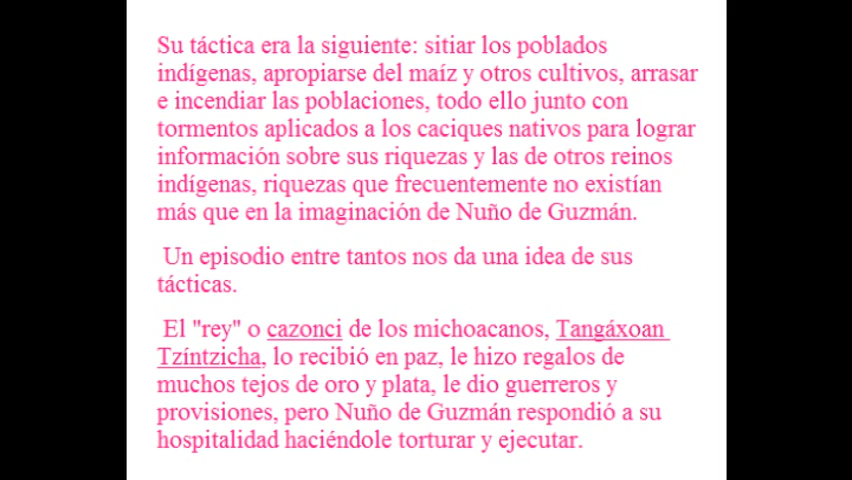 Su táctica era la siguiente: sitiar los poblados
indígenas, apropiarse del maíz y otros cultivos, arrasar
e incendiar las poblaciones, todo ello junto con
tormentos aplicados a los caciques nativos para lograr
información sobre sus riquezas y las de otros reinos
indígenas, riquezas que frecuentemente no existían
más que en la imaginación de Nuño de Guzmán.
Un episodio entre tantos nos da una idea de sus
tácticas.
El "rey" o cazonci de los michoacanos, Tangáxoan
Tzíntzicha, lo recibió en paz, le hizo regalos de
muchos tejos de oro y plata, le dio guerreros y
provisiones, pero Nuño de Guzmán respondió a su
hospitalidad haciéndole torturar y ejecutar.